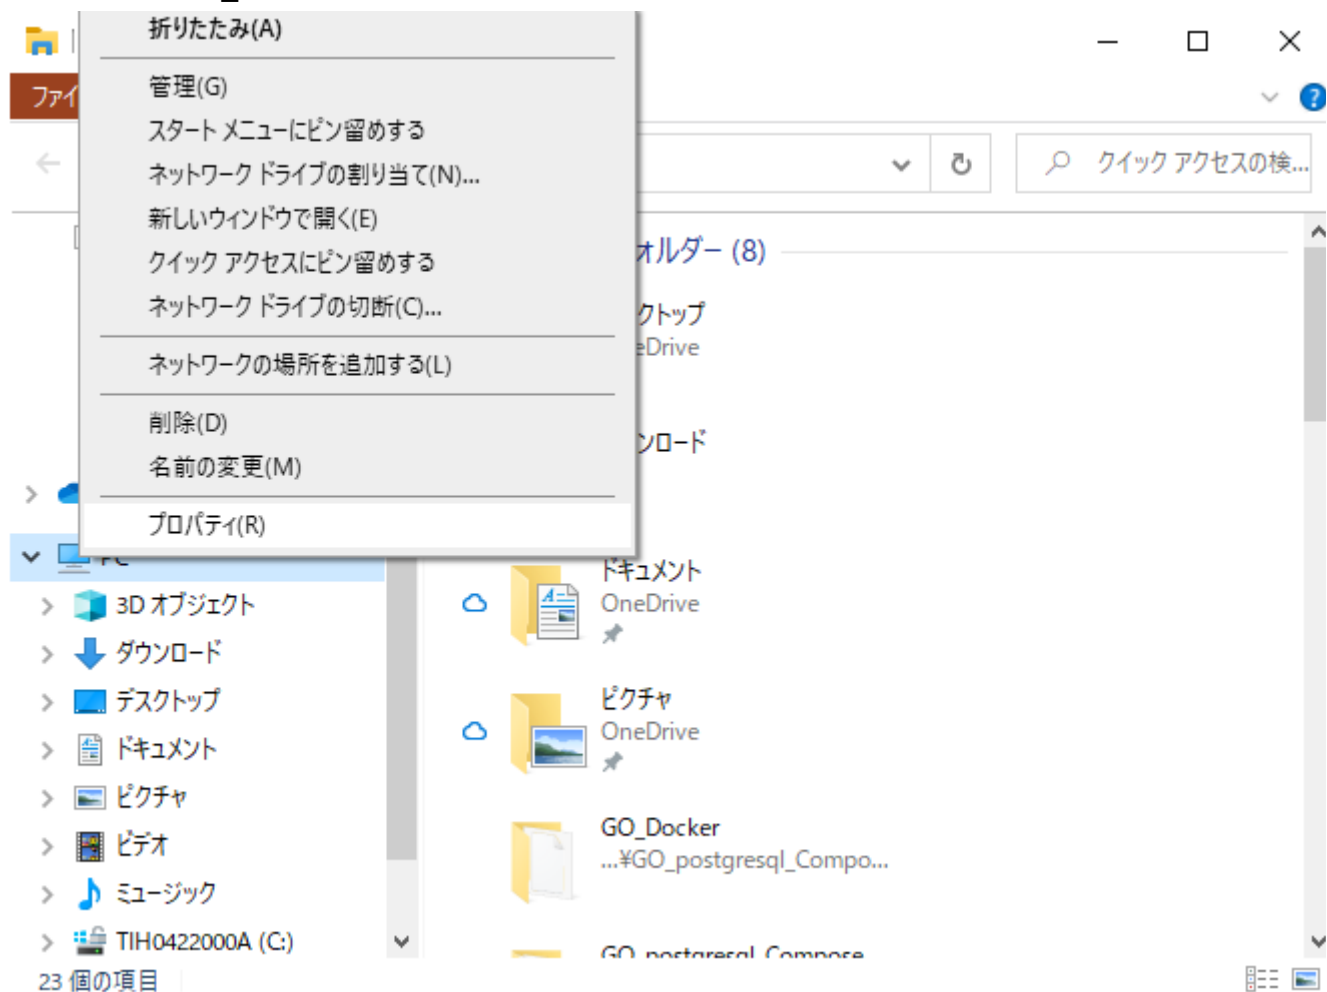 折りたたみ(A)
管理(G)
スタート メニューにピン留めする
ネットワーク ドライブの割り当て(N)...
新しいウィンドウで開く(E)
クイック アクセスにピン留めする
ネットワーク ドライブの切断(C)...
ネットワークの場所を追加する(L)
削除(D)
名前の変更(M)
プロパティ(R)
ファイ
クイック アクセスの検...
ォルダー (8)
クトップ
eDrive
ンロード
ドキュメント
OneDrive
ピクチャ
OneDrive
GO_Docker
...¥GO_postgresql_Compo...
GO_postgresql_Compose
PC
3D オブジェクト
ダウンロード
デスクトップ
ドキュメント
ピクチャ
ビデオ
ミュージック
TIH0422000A (C:)
23 個の項目